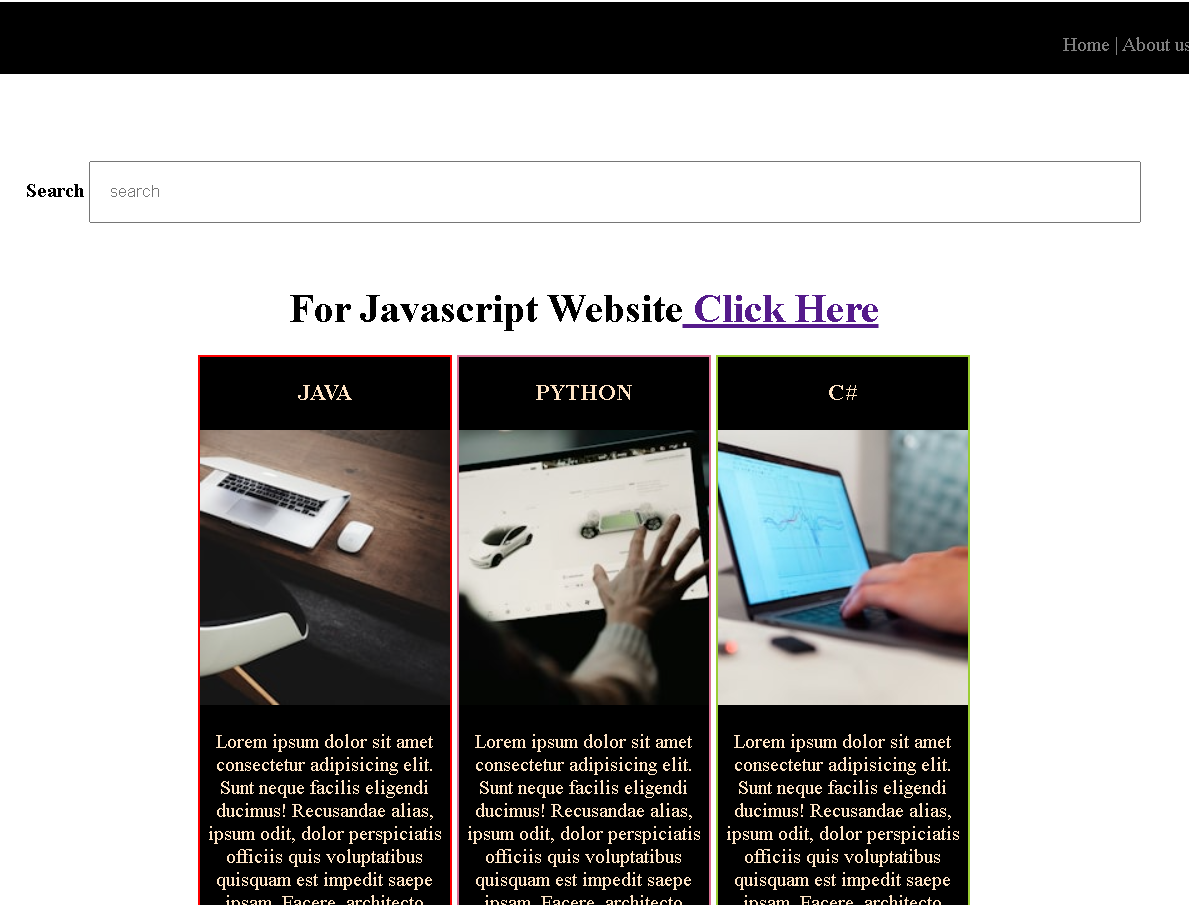 Home | About us
Search search
For Javascript Website Click Here
JAVA
PYTHON
C#
Lorem ipsum dolor sit amet
consectetur adipisicing elit.
Sunt neque facilis eligendi
ducimus! Recusandae alias,
ipsum odit, dolor perspiciatis
officiis quis voluptatibus
quisquam est impedit saepe
ipsam. Facere, architecto
Lorem ipsum dolor sit amet
consectetur adipisicing elit.
Sunt neque facilis eligendi
ducimus! Recusandae alias,
ipsum odit, dolor perspiciatis
officiis quis voluptatibus
quisquam est impedit saepe
ipsam. Facere, architecto
Lorem ipsum dolor sit amet
consectetur adipisicing elit.
Sunt neque facilis eligendi
ducimus! Recusandae alias,
ipsum odit, dolor perspiciatis
officiis quis voluptatibus
quisquam est impedit saepe
ipsam. Facere, architecto